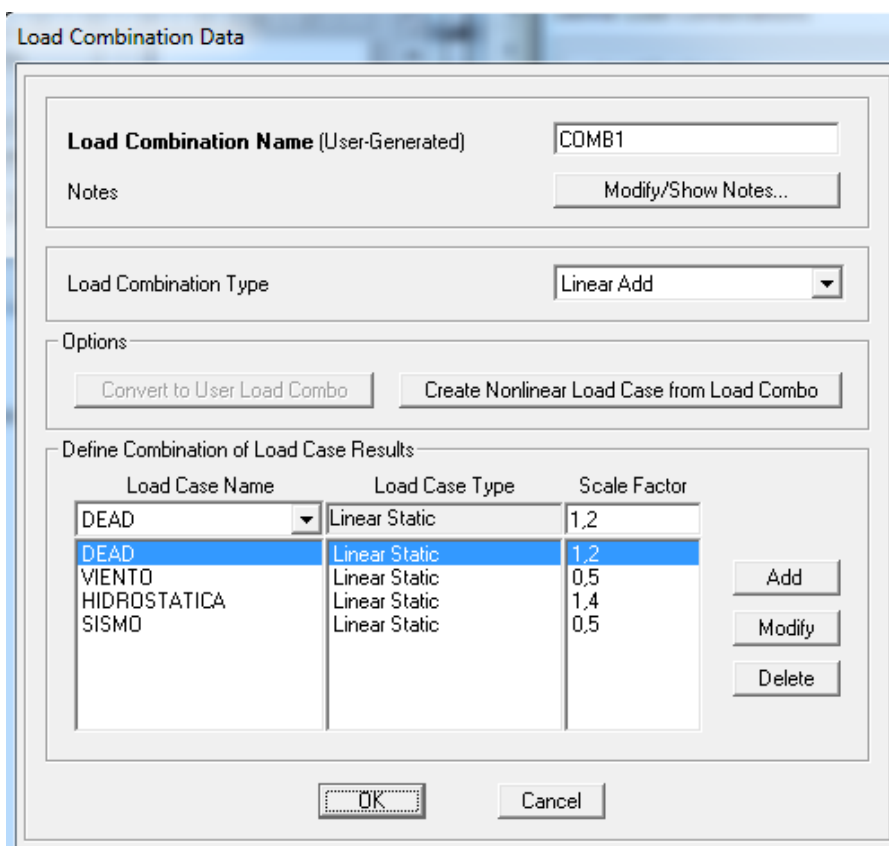 Load Combination Data
Load Combination Name (User-Generated) COMB1
Notes Modify/Show Notes...
Load Combination Type Linear Add
Options
Convert to User Load Combo Create Nonlinear Load Case from Load Combo
Define Combination of Load Case Results
Load Case Name Load Case Type Scale Factor
DEAD Linear Static 1,2
DEAD Linear Static 1,2
VIENTO Linear Static 0,5
HIDROSTATICA Linear Static 1,4
SISMO Linear Static 0,5
Add
Modify
Delete
OK Cancel